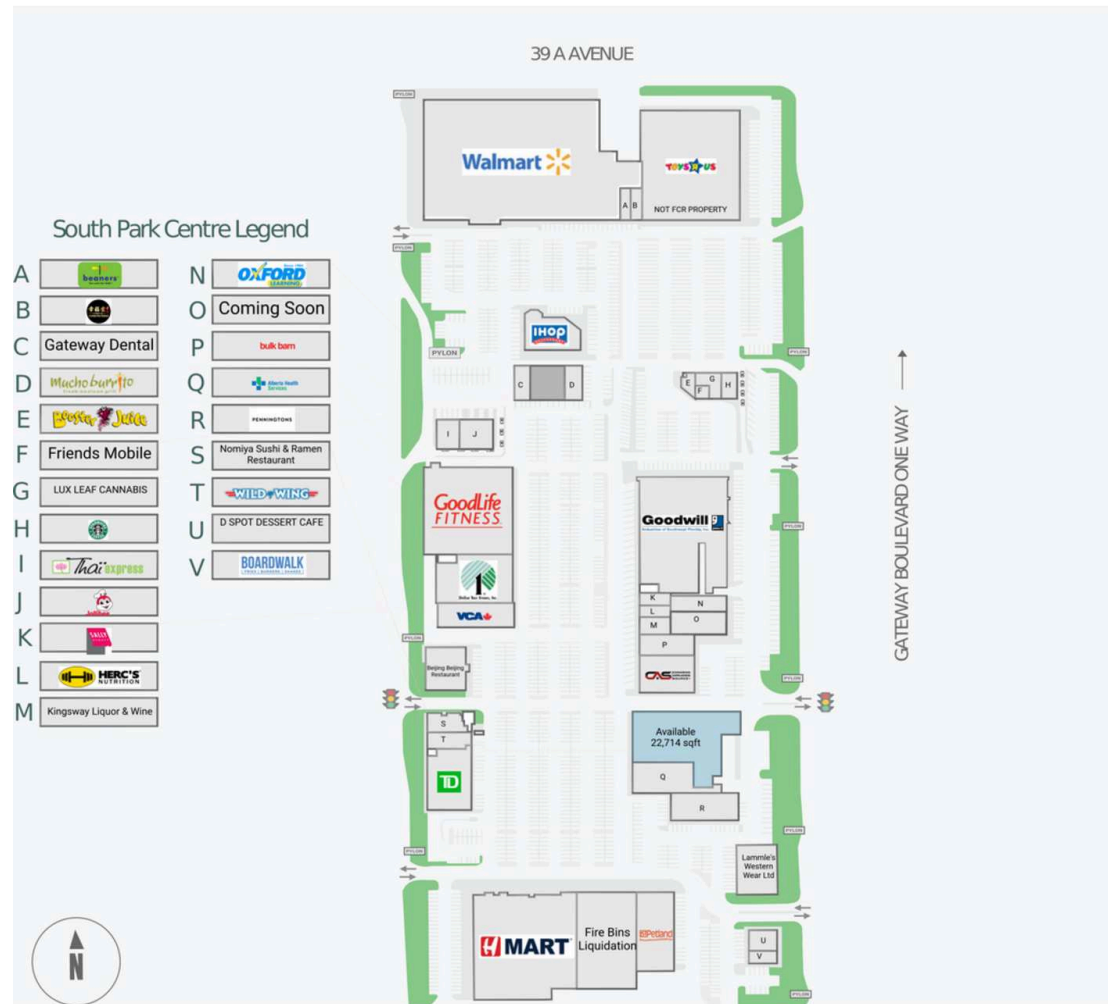 39 A AVENUE
PYLON
Walmart
TOYS R US
A B
NOT FCR PROPERTY
PYLON
South Park Centre Legend
A beaners
B
C Gateway Dental
D Mucho burrito
E Booster Juice
F Friends Mobile
G LUX LEAF CANNABIS
H
I Thaï express
J Jollibee
K SALLY
L HERC'S NUTRITION
M Kingsway Liquor & Wine
N OXFORD LEARNING
O Coming Soon
P bulk barn
Q Alberta Health Services
R PENNINGTONS
S Nomiya Sushi & Ramen
Restaurant
T WILD WING
U D SPOT DESSERT CAFE
V BOARDWALK
IHOP
PYLON
PYLON
C D
D
E F G H
I J
GATEWAY BOULEVARD ONE WAY
GoodLife
FITNESS
Goodwill
PYLON
VCA
K
L
M
N
O
P
PYLON
Beijing Beijing
Restaurant
CAS
PYLON
S
T
TD
Available
22,714 sqft
Q
R
PYLON
PYLON
Lammle's
Western
Wear Ltd
H MART
Fire Bins
Liquidation
Petland
U
V
PYLON
N